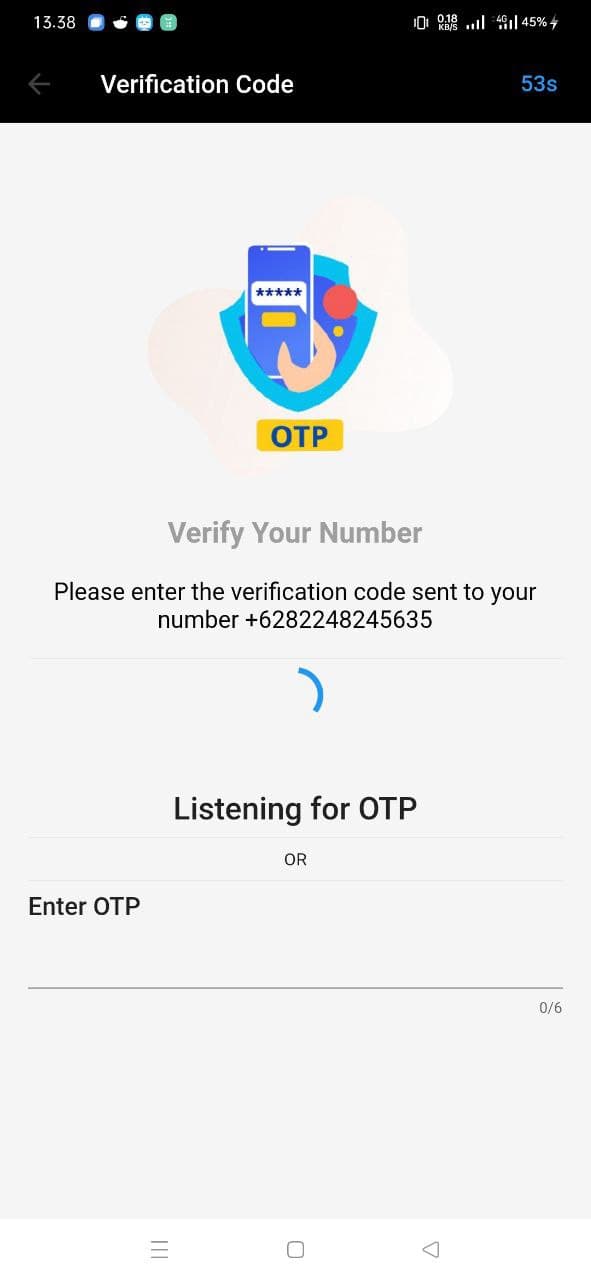 13.38
0.18
KB/S
4G
45%
Verification Code
53s
*****
OTP
Verify Your Number
Please enter the verification code sent to your
number +6282248245635
Listening for OTP
OR
Enter OTP
0/6